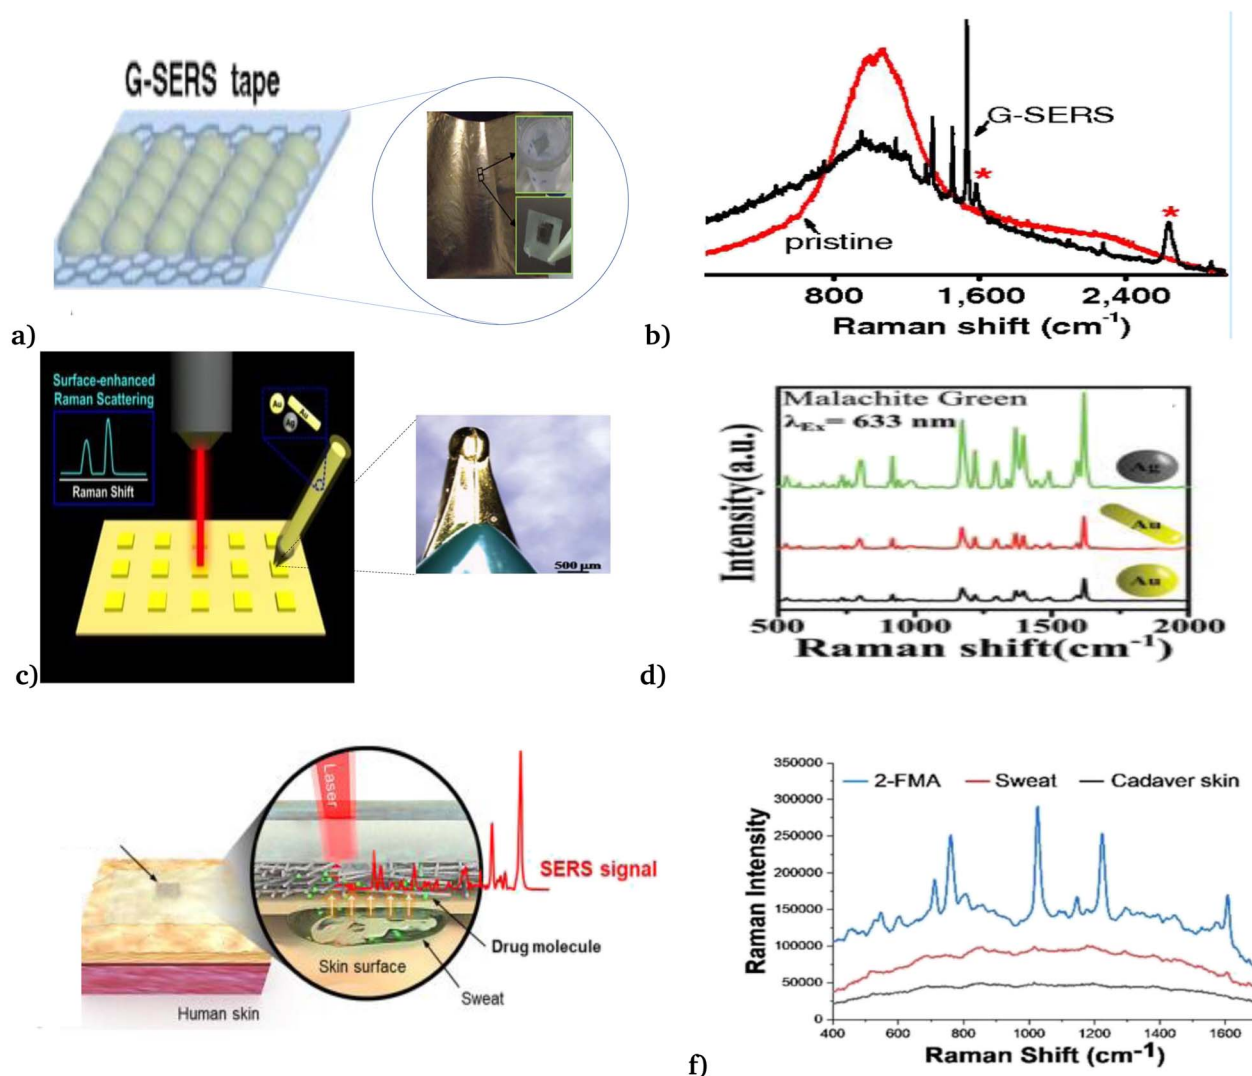 G-SERS tape
a)
G-SERS
*
*
pristine
800
1,600
2,400
Raman shift (cm⁻¹)
b)
Surface-enhanced
Raman Scattering
Raman Shift
Au
Au
Ag
500 μm
c)
Malachite Green
λEx= 633 nm
Ag
Au
Au
Intensity(a.u.)
500
1000
1500
2000
Raman shift(cm⁻¹)
d)
Laser
SERS signal
Drug molecule
Skin surface
Sweat
Human skin
350000
300000
250000
200000
150000
100000
50000
0
2-FMA
Sweat
Cadaver skin
Raman Intensity
400
600
800
1000
1200
1400
1600
Raman Shift (cm⁻¹)
f)